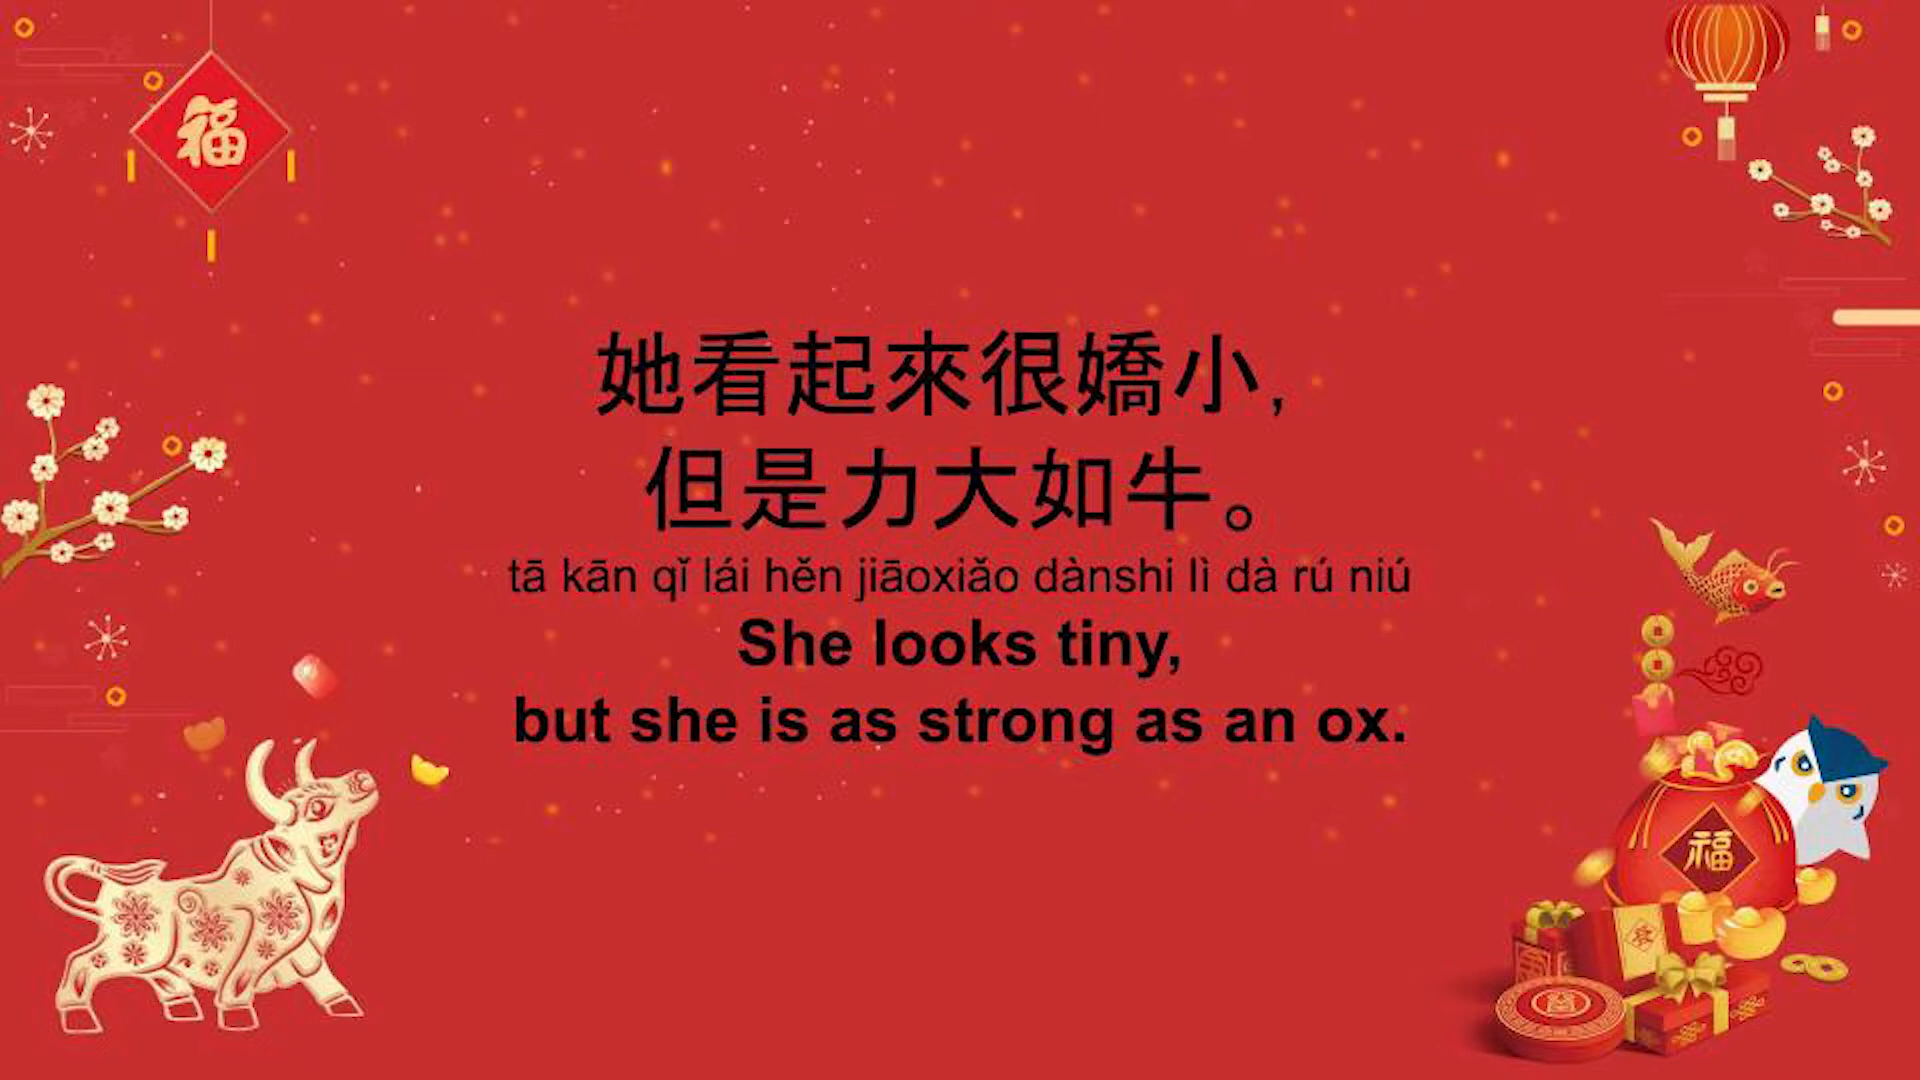 福
她看起來很嬌小,
但是力大如牛。
tā kān qǐ lái hěn jiāoxiǎo dànshi lì dà rú niú
She looks tiny,
but she is as strong as an ox.
福